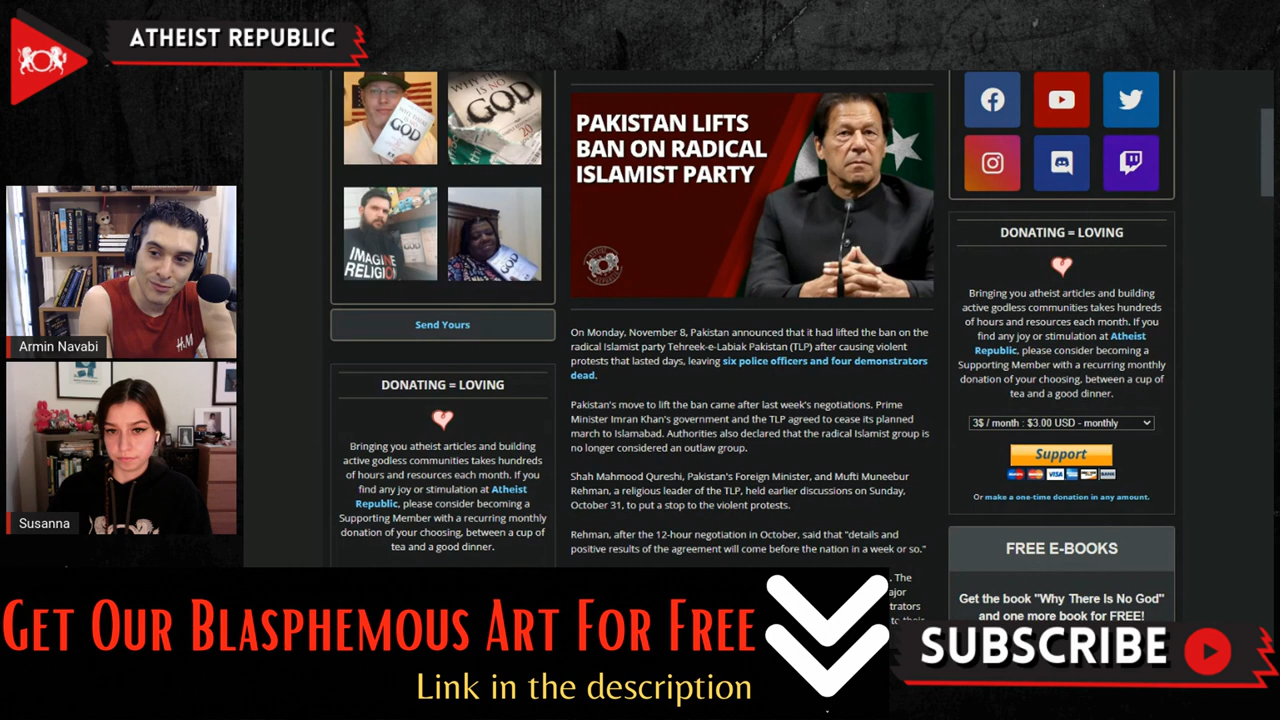 ATHEIST REPUBLIC
WHY THERE
IS NO
GOD
GOD
IMAGINE
RELIGION
GOD
Send Yours
DONATING = LOVING
Bringing you atheist articles and building
active godless communities takes hundreds
of hours and resources each month. If you
find any joy or stimulation at Atheist
Republic, please consider becoming a
Supporting Member with a recurring monthly
donation of your choosing, between a cup of
tea and a good dinner.
PAKISTAN LIFTS
BAN ON RADICAL
ISLAMIST PARTY
On Monday, November 8, Pakistan announced that it had lifted the ban on the
radical Islamist party Tehreek-e-Labiak Pakistan (TLP) after causing violent
protests that lasted days, leaving six police officers and four demonstrators
dead.
Pakistan's move to lift the ban came after last week's negotiations. Prime
Minister Imran Khan's government and the TLP agreed to cease its planned
march to Islamabad. Authorities also declared that the radical Islamist group is
no longer considered an outlaw group.
Shah Mahmood Qureshi, Pakistan's Foreign Minister, and Mufti Muneebur
Rehman, a religious leader of the TLP, held earlier discussions on Sunday,
October 31, to put a stop to the violent protests.
Rehman, after the 12-hour negotiation in October, said that "details and
positive results of the agreement will come before the nation in a week or so."
. The
DONATING = LOVING
Bringing you atheist articles and building
active godless communities takes hundreds
of hours and resources each month. If you
find any joy or stimulation at Atheist
Republic, please consider becoming a
Supporting Member with a recurring monthly
donation of your choosing, between a cup of
tea and a good dinner.
3$ / month : $3.00 USD - monthly
Support
VISA
BANK
Or make a one-time donation in any amount.
FREE E-BOOKS
Get the book "Why There Is No God"
and one more book for FREE!
H&M
Armin Navabi
Susanna
GET OUR BLASPHEMOUS ART FOR FREE
Link in the description
SUBSCRIBE